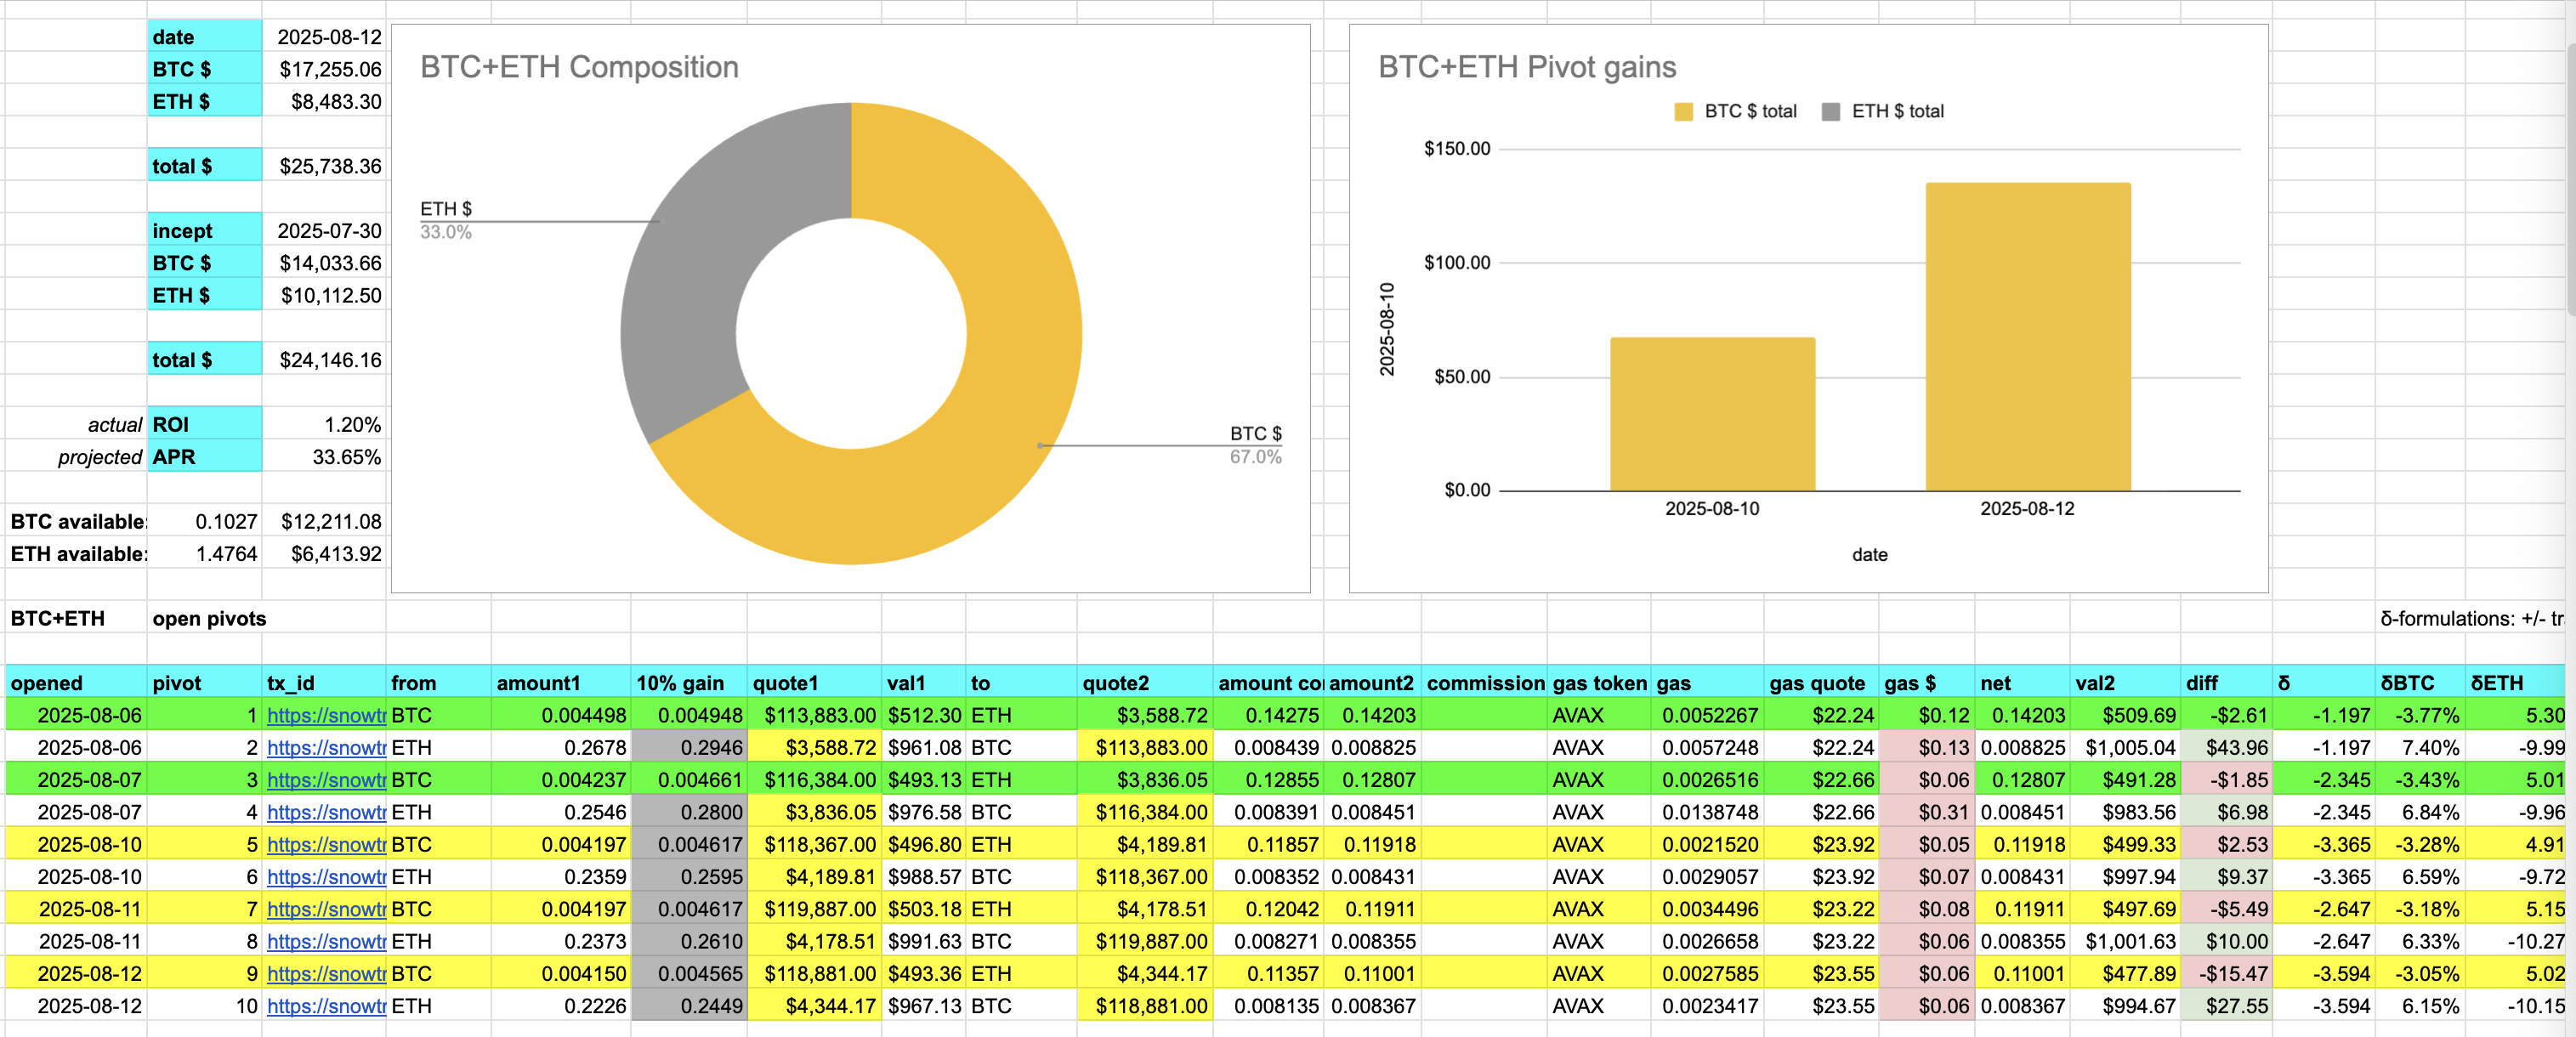 date 2025-08-12
BTC $ $17,255.06
ETH $ $8,483.30
total $ $25,738.36
incept 2025-07-30
BTC $ $14,033.66
ETH $ $10,112.50
total $ $24,146.16
actual ROI 1.20%
projected APR 33.65%
BTC available: 0.1027 $12,211.08
ETH available: 1.4764 $6,413.92
BTC+ETH Composition
ETH $
33.0%
BTC $
67.0%
BTC+ETH Pivot gains
BTC $ total ETH $ total
$150.00
$100.00
$50.00
$0.00
2025-08-10
2025-08-10 2025-08-12
date
BTC+ETH open pivots δ-formulations: +/- tr
opened pivot tx_id from amount1 10% gain quote1 val1 to quote2 amount co amount2 commission gas token gas gas quote gas $ net val2 diff δ δBTC δETH
2025-08-06 1 https://snowtr BTC 0.004498 0.004948 $113,883.00 $512.30 ETH $3,588.72 0.14275 0.14203 AVAX 0.0052267 $22.24 $0.12 0.14203 $509.69 -$2.61 -1.197 -3.77% 5.30
2025-08-06 2 https://snowtr ETH 0.2678 0.2946 $3,588.72 $961.08 BTC $113,883.00 0.008439 0.008825 AVAX 0.0057248 $22.24 $0.13 0.008825 $1,005.04 $43.96 -1.197 7.40% -9.99
2025-08-07 3 https://snowtr BTC 0.004237 0.004661 $116,384.00 $493.13 ETH $3,836.05 0.12855 0.12807 AVAX 0.0026516 $22.66 $0.06 0.12807 $491.28 -$1.85 -2.345 -3.43% 5.01
2025-08-07 4 https://snowtr ETH 0.2546 0.2800 $3,836.05 $976.58 BTC $116,384.00 0.008391 0.008451 AVAX 0.0138748 $22.66 $0.31 0.008451 $983.56 $6.98 -2.345 6.84% -9.96
2025-08-10 5 https://snowtr BTC 0.004197 0.004617 $118,367.00 $496.80 ETH $4,189.81 0.11857 0.11918 AVAX 0.0021520 $23.92 $0.05 0.11918 $499.33 $2.53 -3.365 -3.28% 4.91
2025-08-10 6 https://snowtr ETH 0.2359 0.2595 $4,189.81 $988.57 BTC $118,367.00 0.008352 0.008431 AVAX 0.0029057 $23.92 $0.07 0.008431 $997.94 $9.37 -3.365 6.59% -9.72
2025-08-11 7 https://snowtr BTC 0.004197 0.004617 $119,887.00 $503.18 ETH $4,178.51 0.12042 0.11911 AVAX 0.0034496 $23.22 $0.08 0.11911 $497.69 -$5.49 -2.647 -3.18% 5.15
2025-08-11 8 https://snowtr ETH 0.2373 0.2610 $4,178.51 $991.63 BTC $119,887.00 0.008271 0.008355 AVAX 0.0026658 $23.22 $0.06 0.008355 $1,001.63 $10.00 -2.647 6.33% -10.27
2025-08-12 9 https://snowtr BTC 0.004150 0.004565 $118,881.00 $493.36 ETH $4,344.17 0.11357 0.11001 AVAX 0.0027585 $23.55 $0.06 0.11001 $477.89 -$15.47 -3.594 -3.05% 5.02
2025-08-12 10 https://snowtr ETH 0.2226 0.2449 $4,344.17 $967.13 BTC $118,881.00 0.008135 0.008367 AVAX 0.0023417 $23.55 $0.06 0.008367 $994.67 $27.55 -3.594 6.15% -10.15